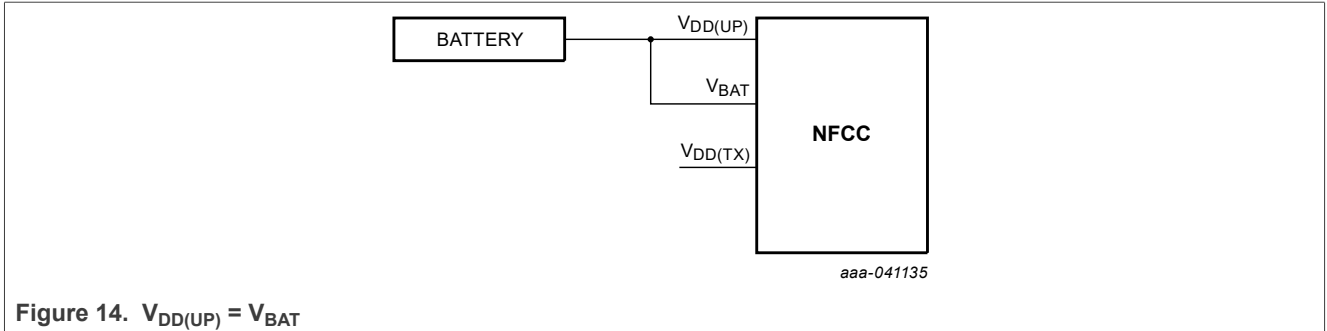 BATTERY
VDD(UP)
VBAT
VDD(TX)
NFCC
aaa-041135
Figure 14. VDD(UP) = VBAT